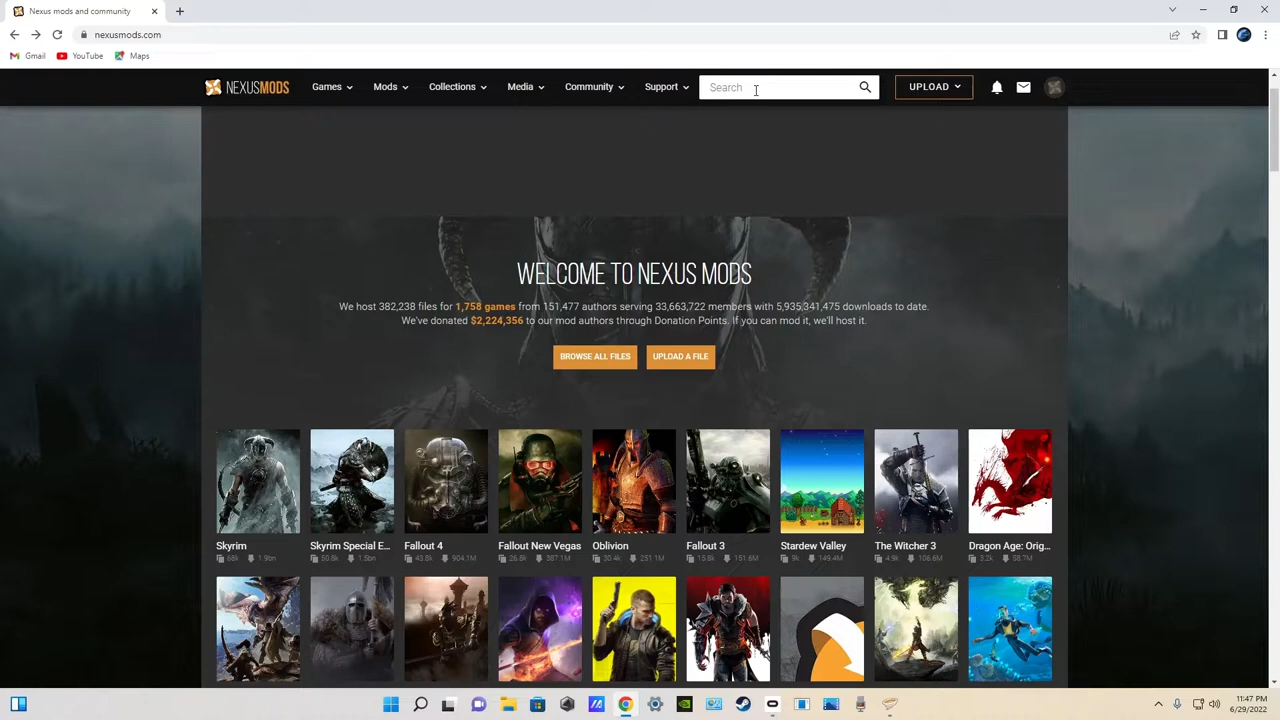 Nexus mods and community
nexusmods.com
Gmail YouTube Maps
NEXUSMODS Games Mods Collections Media Community Support Search UPLOAD
WELCOME TO NEXUS MODS
We host 382,238 files for 1,758 games from 151,477 authors serving 33,663,722 members with 5,935,341,475 downloads to date.
We've donated $2,224,356 to our mod authors through Donation Points. If you can mod it, we'll host it.
BROWSE ALL FILES UPLOAD A FILE
Skyrim Skyrim Special E... Fallout 4 Fallout New Vegas Oblivion Fallout 3 Stardew Valley The Witcher 3 Dragon Age: Orig...
66k 1.9bn 50.8k 1.5bn 43.8k 904.1M 26.8k 387.1M 30.4k 251.1M 15.8k 151.6M 9k 149.4M 4.9k 106.6M 3.2k 58.7M
11:47 PM
6/29/2022